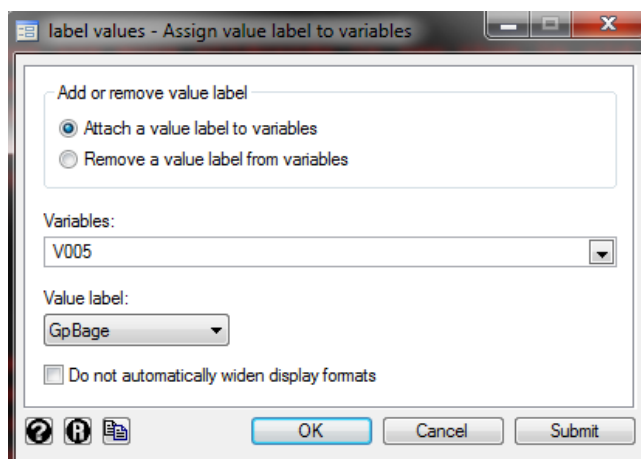 label values - Assign value label to variables
Add or remove value label
Attach a value label to variables
Remove a value label from variables
Variables:
V005
Value label:
GpBage
Do not automatically widen display formats
? R OK Cancel Submit